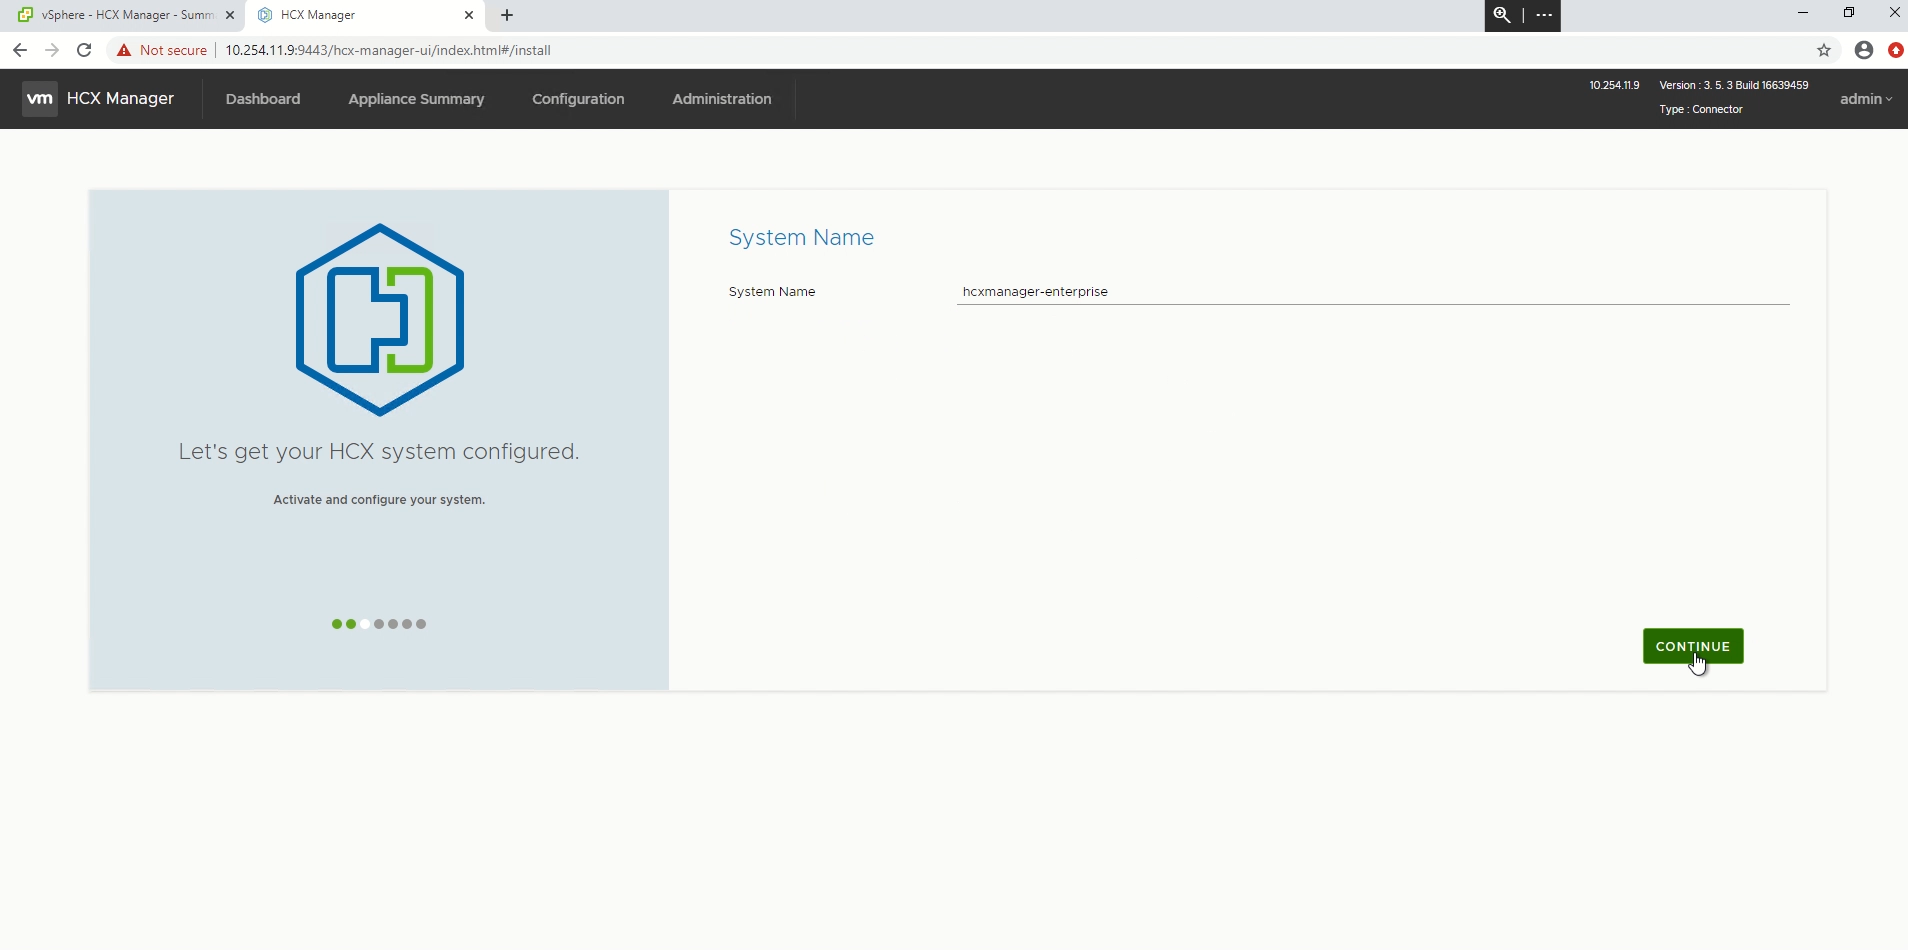 vSphere - HCX Manager - Summ
HCX Manager
Not secure
10.254.11.9:9443/hcx-manager-ui/index.html#/install
vm HCX Manager
Dashboard
Appliance Summary
Configuration
Administration
10.254.11.9
Version : 3. 5. 3 Build 16639459
Type : Connector
admin
Let's get your HCX system configured.
Activate and configure your system.
System Name
System Name
hcxmanager-enterprise
CONTINUE